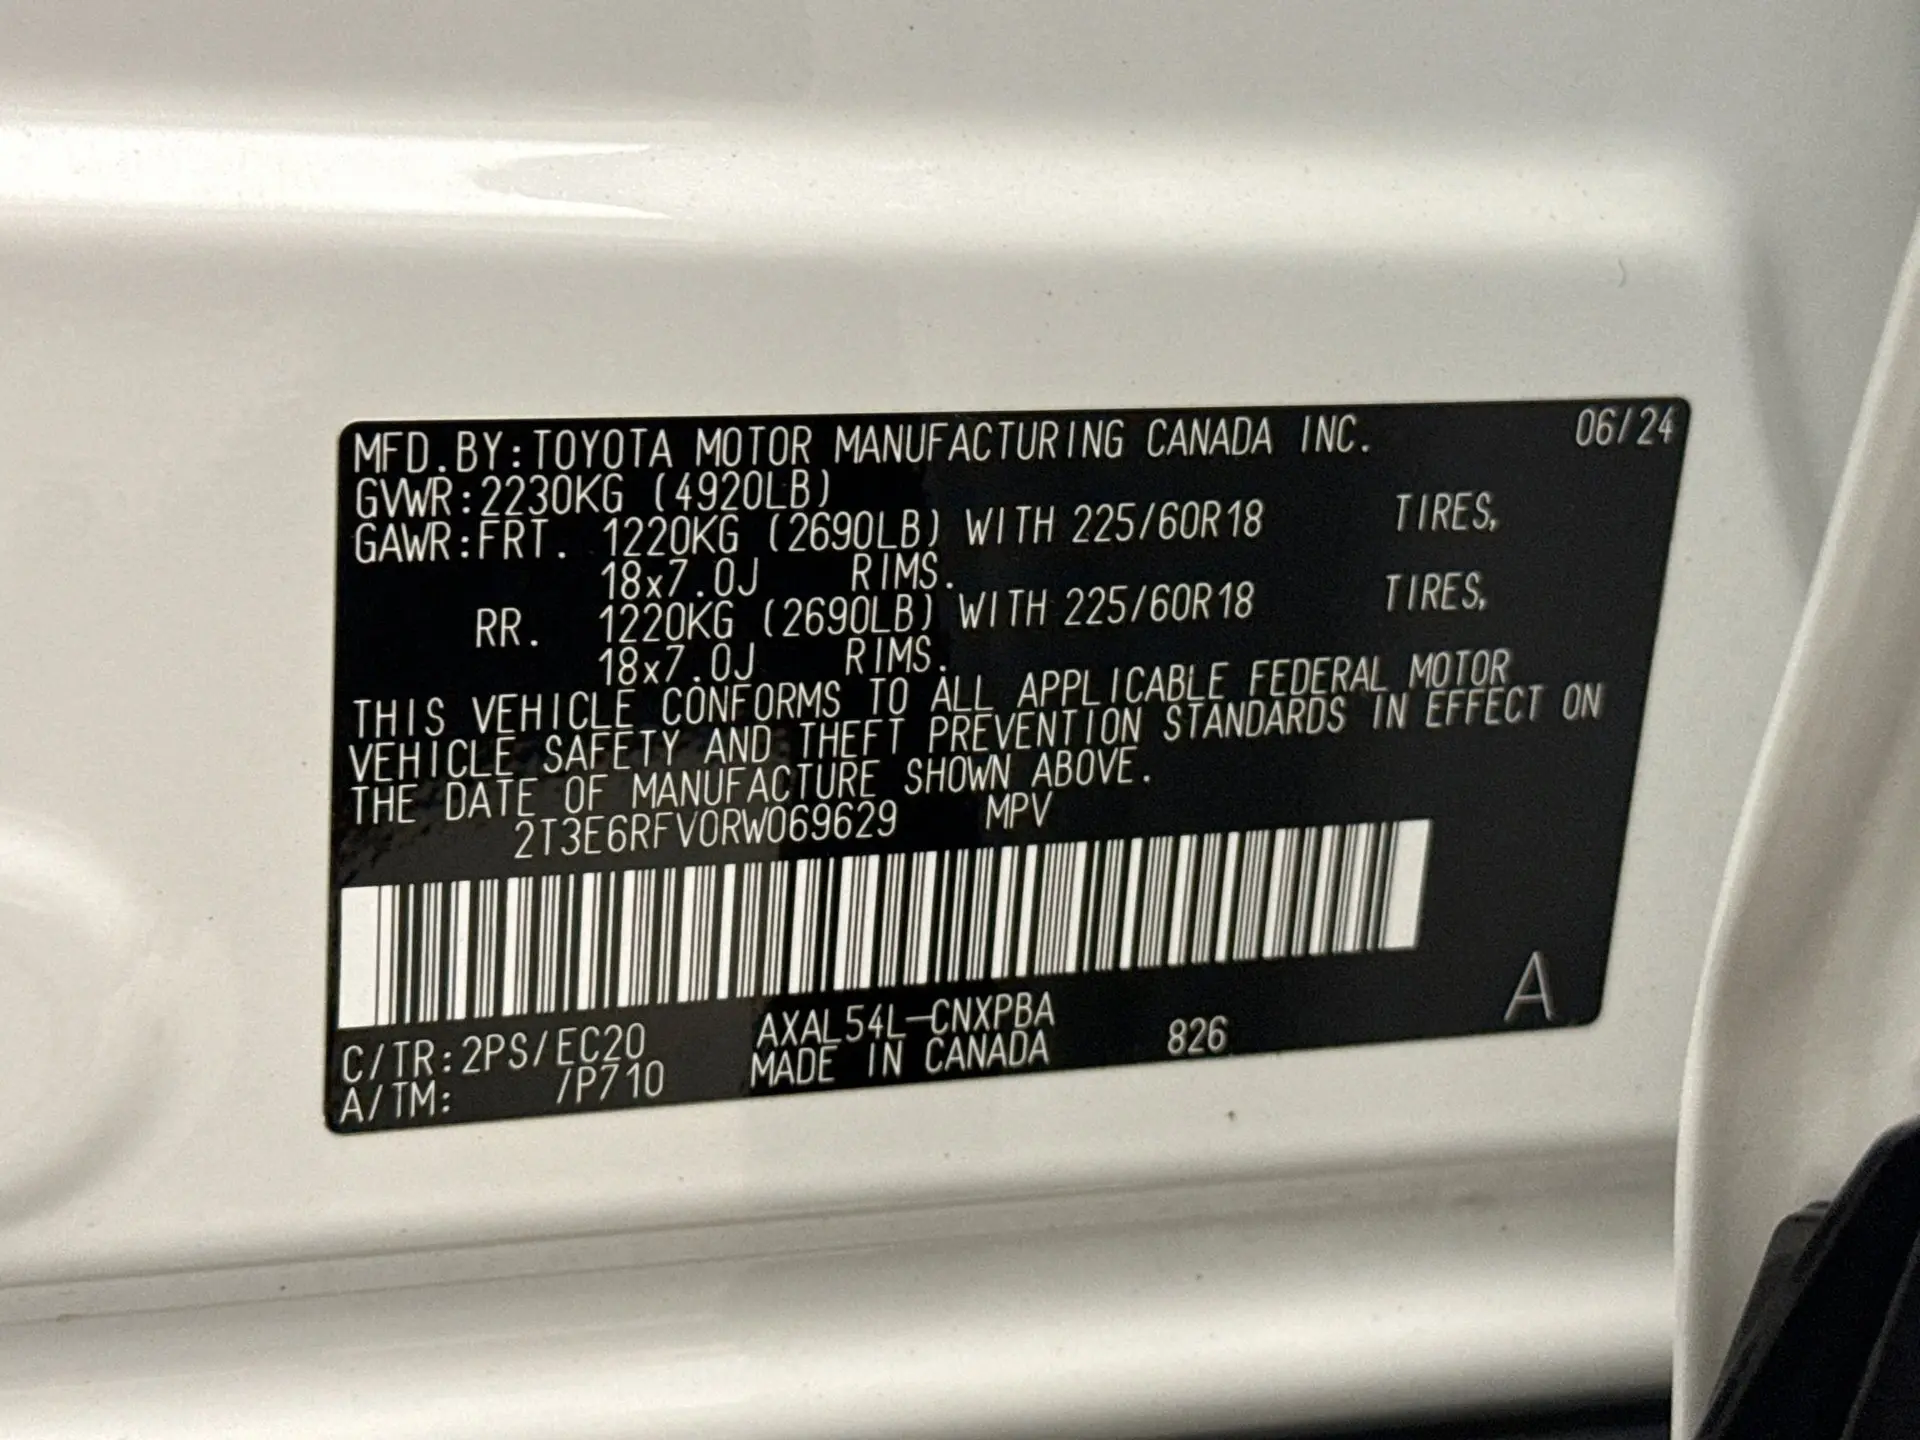 MFD.BY:TOYOTA MOTOR MANUFACTURING CANADA INC. 06/24
GVWR:2230KG (4920LB)
GAWR:FRT. 1220KG (2690LB) WITH 225/60R18 TIRES,
18x7.0J RIMS.
RR. 1220KG (2690LB) WITH 225/60R18 TIRES,
18x7.0J RIMS.
THIS VEHICLE CONFORMS TO ALL APPLICABLE FEDERAL MOTOR
VEHICLE SAFETY AND THEFT PREVENTION STANDARDS IN EFFECT ON
THE DATE OF MANUFACTURE SHOWN ABOVE.
2T3E6RFV0RW069629 MPV
C/TR:2PS/EC20 AXAL54L-CNXPBA
A/TM: /P710 MADE IN CANADA 826 A